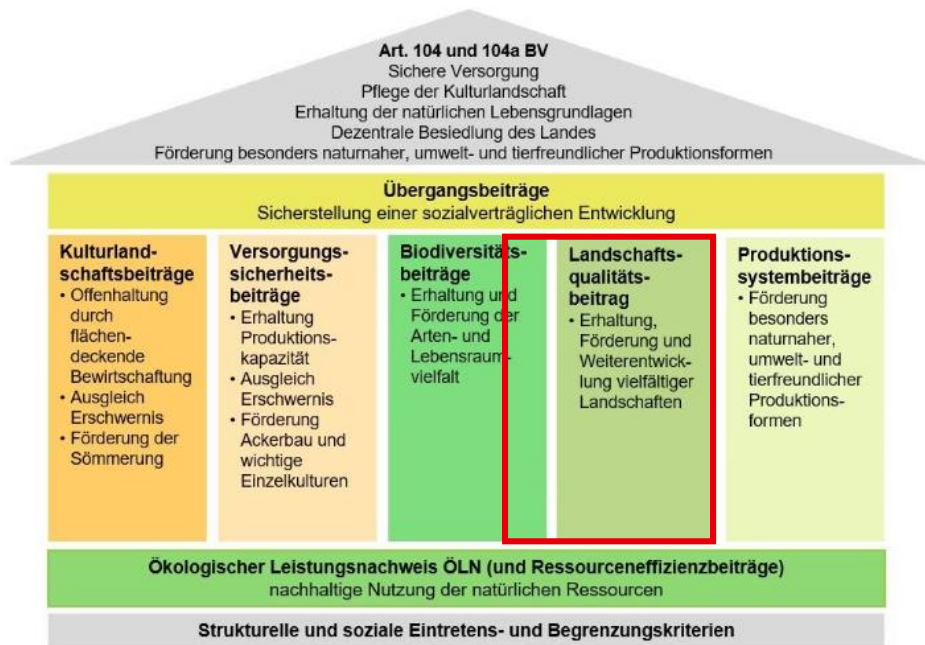 Art. 104 und 104a BV
Sichere Versorgung
Pflege der Kulturlandschaft
Erhaltung der natürlichen Lebensgrundlagen
Dezentrale Besiedlung des Landes
Förderung besonders naturnaher, umwelt- und tierfreundlicher Produktionsformen
Übergangsbeiträge
Sicherstellung einer sozialverträglichen Entwicklung
Kulturland-
schaftsbeiträge
• Offenhaltung
durch
flächen-
deckende
Bewirtschaftung
• Ausgleich
Erschwernis
• Förderung der
Sömmerung
Versorgungs-
sicherheits-
beiträge
• Erhaltung
Produktions-
kapazität
• Ausgleich
Erschwernis
• Förderung
Ackerbau und
wichtige
Einzelkulturen
Biodiversitäts-
beiträge
• Erhaltung und
Förderung der
Arten- und
Lebensraum-
vielfalt
Landschafts-
qualitäts-
beitrag
• Erhaltung,
Förderung und
Weiterentwick-
lung vielfältiger
Landschaften
Produktions-
systembeiträge
• Förderung
besonders
naturnaher,
umwelt- und
tierfreundlicher
Produktions-
formen
Ökologischer Leistungsnachweis ÖLN (und Ressourceneffizienzbeiträge)
nachhaltige Nutzung der natürlichen Ressourcen
Strukturelle und soziale Eintretens- und Begrenzungskriterien